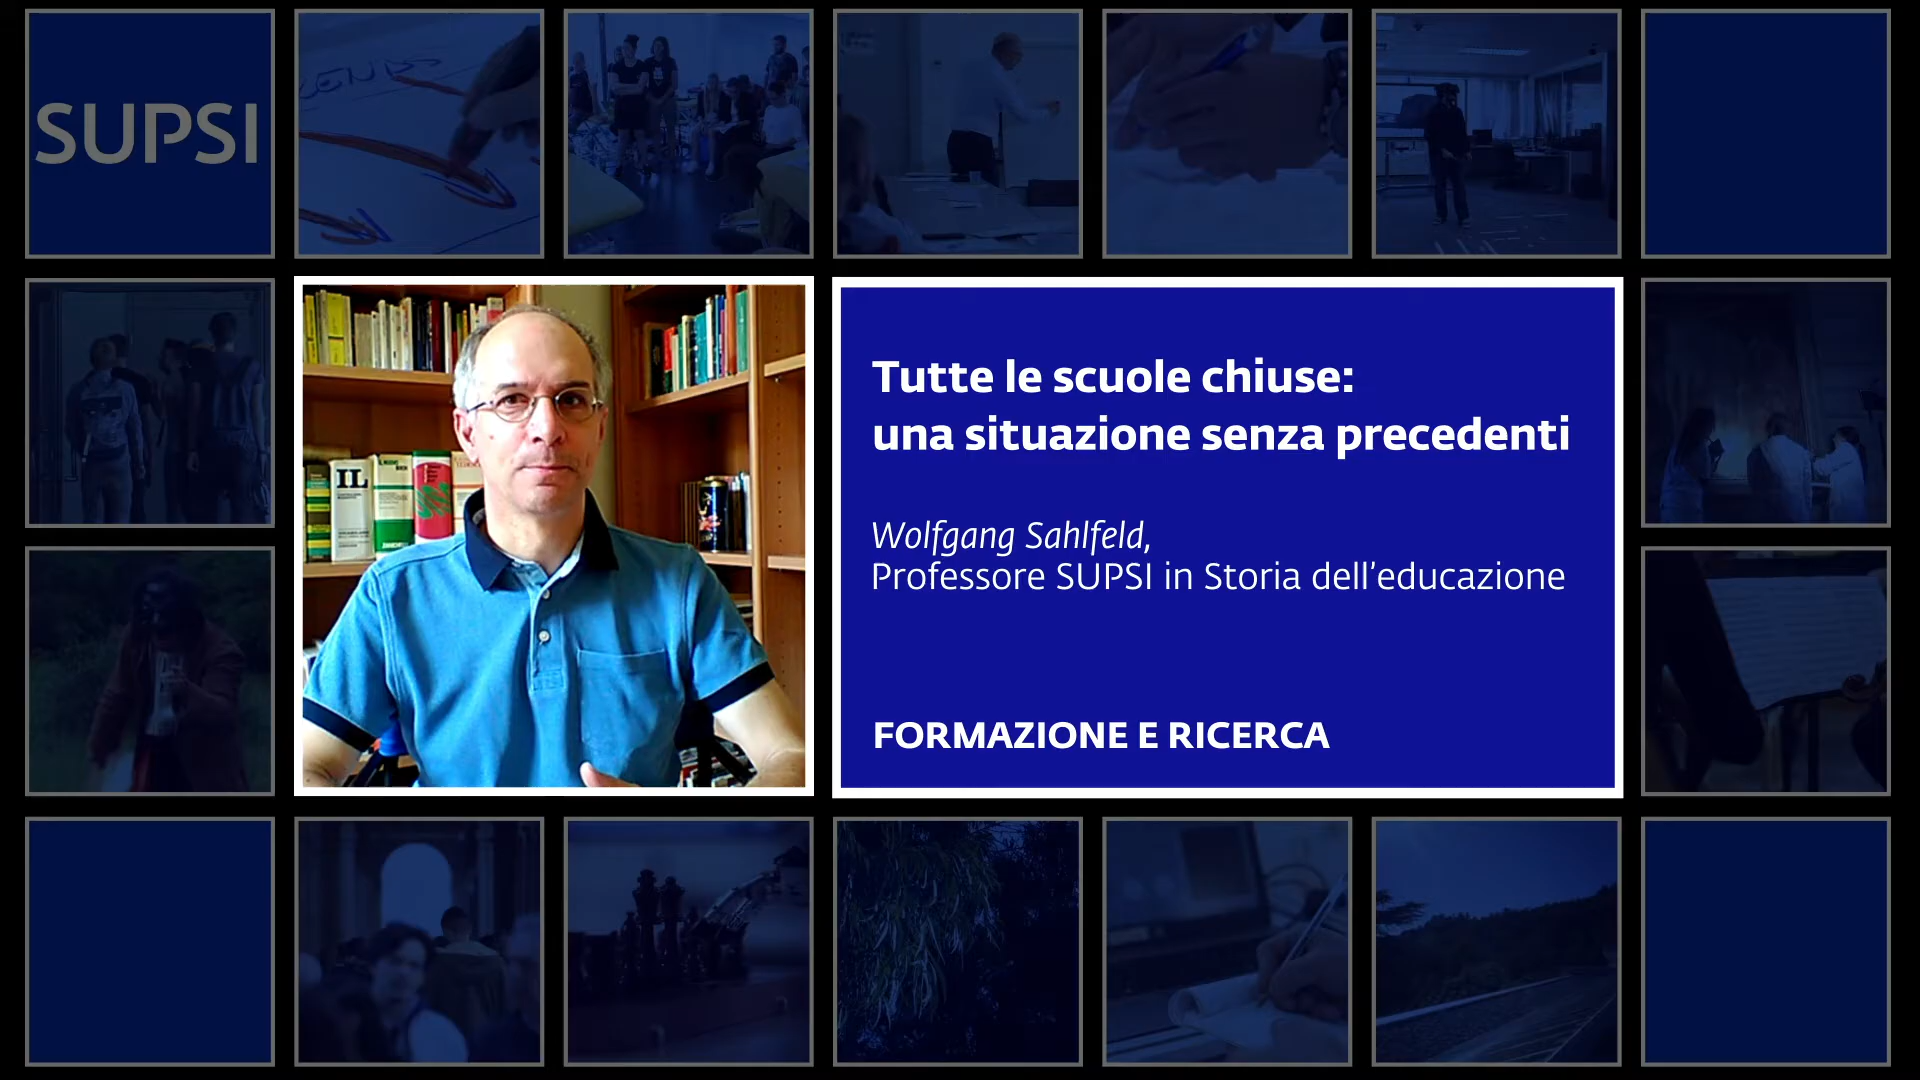 SUPSI
IL
Tutte le scuole chiuse:
una situazione senza precedenti
Wolfgang Sahlfeld,
Professore SUPSI in Storia dell'educazione
FORMAZIONE E RICERCA